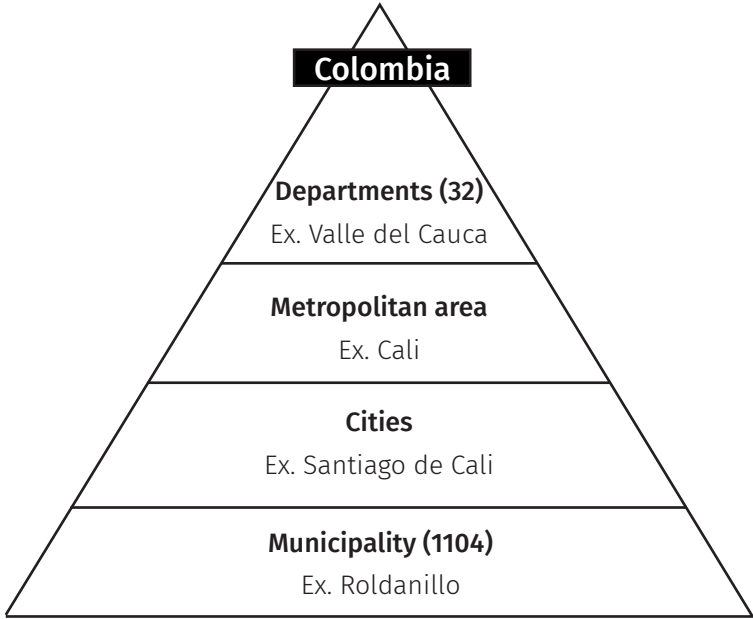 Colombia
Departments (32)
Ex. Valle del Cauca
Metropolitan area
Ex. Cali
Cities
Ex. Santiago de Cali
Municipality (1104)
Ex. Roldanillo